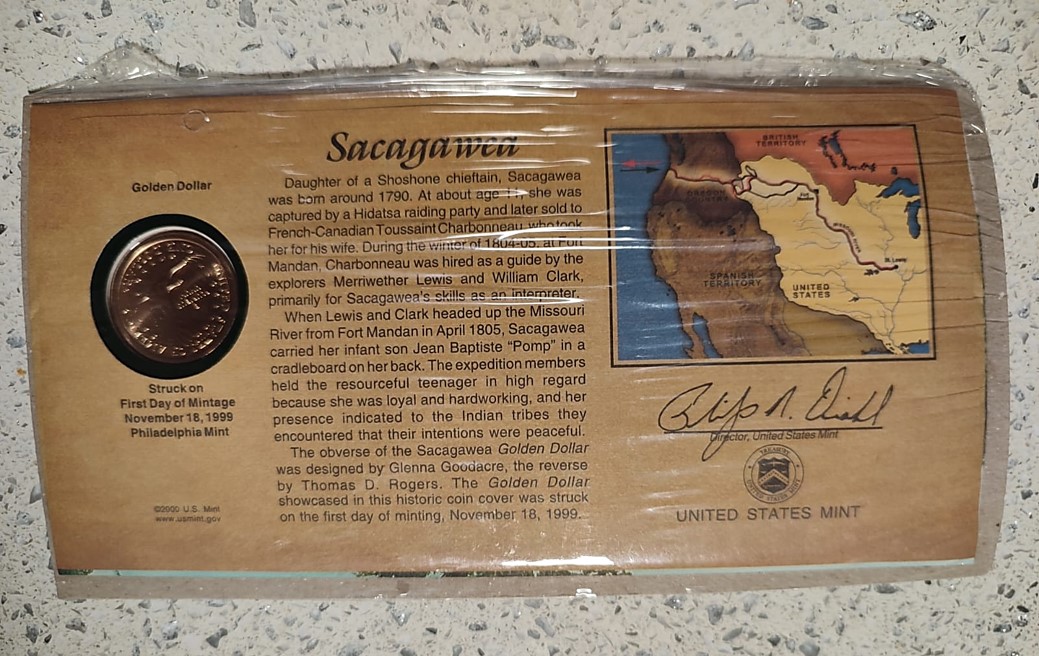 Sacagawea
Golden Dollar
Struck on
First Day of Mintage
November 18, 1999
Philadelphia Mint
©2000 U.S. Mint
www.usmint.gov
Daughter of a Shoshone chieftain, Sacagawea
was born around 1790. At about age 11, she was
captured by a Hidatsa raiding party and later sold to
French-Canadian Toussaint Charbonneau, who took
her for his wife. During the winter of 1804-05, at Fort
Mandan, Charbonneau was hired as a guide by the
explorers Merriwether Lewis and William Clark,
primarily for Sacagawea's skills as an interpreter.
When Lewis and Clark headed up the Missouri
River from Fort Mandan in April 1805, Sacagawea
carried her infant son Jean Baptiste “Pomp” in a
cradleboard on her back. The expedition members
held the resourceful teenager in high regard
because she was loyal and hardworking, and her
presence indicated to the Indian tribes they
encountered that their intentions were peaceful.
The obverse of the Sacagawea Golden Dollar
was designed by Glenna Goodacre, the reverse
by Thomas D. Rogers. The Golden Dollar
showcased in this historic coin cover was struck
on the first day of minting, November 18, 1999.
BRITISH
TERRITORY
OREGON
COUNTRY
Fort
Mandan
St. Louis
SPANISH
TERRITORY
UNITED
STATES
Philip N. Diehl
Director, United States Mint
UNITED STATES MINT